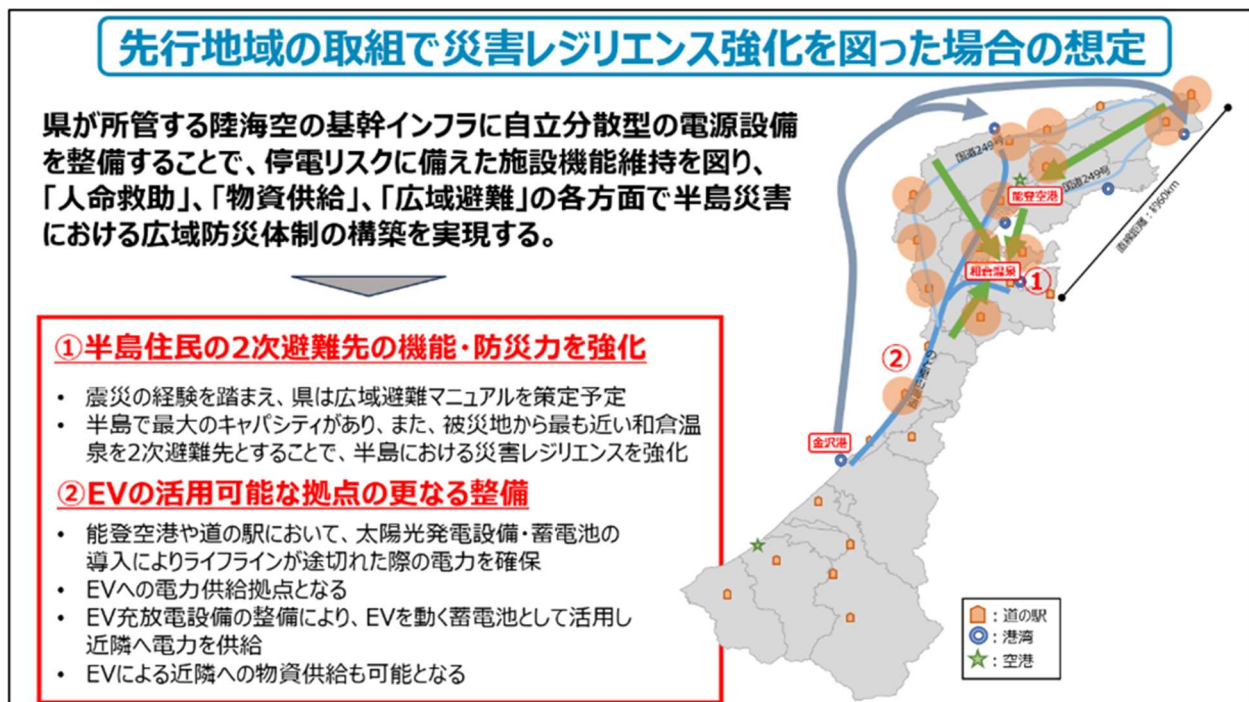 先行地域の取組で災害レジリエンス強化を図った場合の想定
県が所管する陸海空の基幹インフラに自立分散型の電源設備
を整備することで、停電リスクに備えた施設機能維持を図り、
「人命救助」、「物資供給」、「広域避難」の各方面で半島災害
における広域防災体制の構築を実現する。
①半島住民の2次避難先の機能・防災力を強化
• 震災の経験を踏まえ、県は広域避難マニュアルを策定予定
• 半島で最大のキャパシティがあり、また、被災地から最も近い和倉温
泉を2次避難先とすることで、半島における災害レジリエンスを強化
②EVの活用可能な拠点の更なる整備
• 能登空港や道の駅において、太陽光発電設備・蓄電池の
導入によりライフラインが途切れた際の電力を確保
• EVへの電力供給拠点となる
• EV充放電設備の整備により、EVを動く蓄電池として活用し
近隣へ電力を供給
• EVによる近隣への物資供給も可能となる
国道249号
国道249号
能登空港
直線距離：約60km
和倉温泉
①
②
金沢港
：道の駅
：港湾
：空港